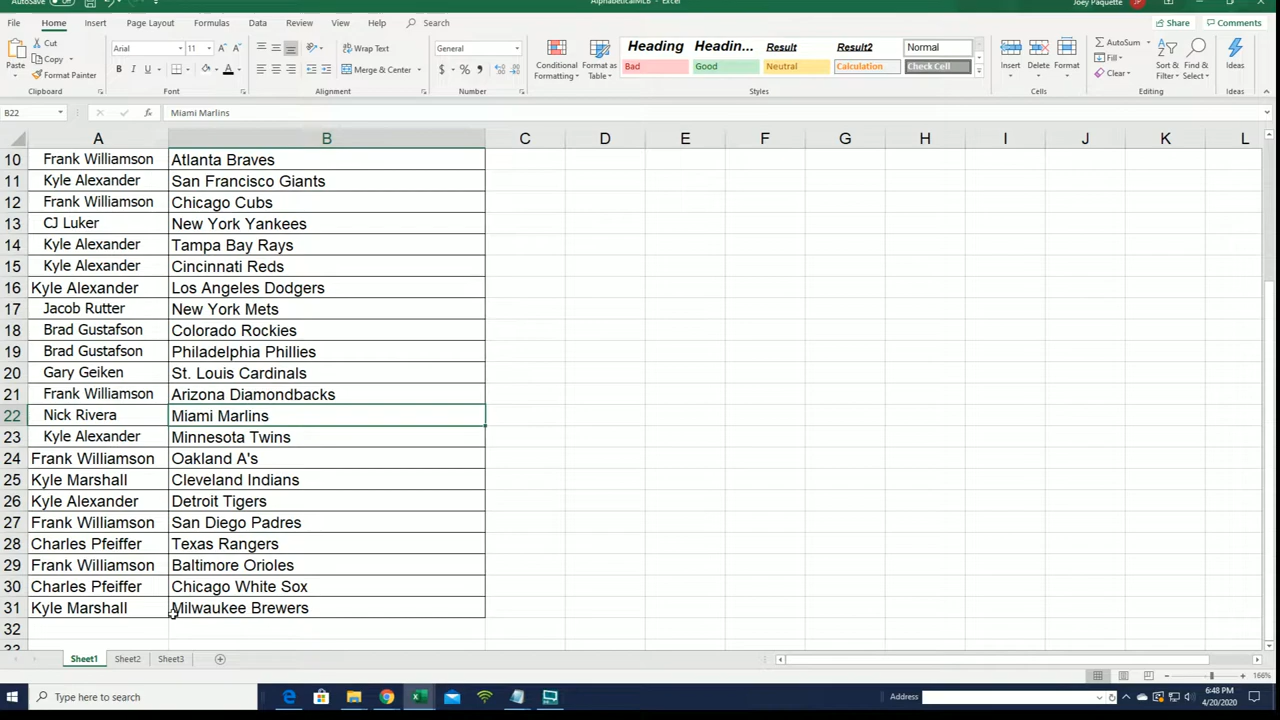 AutoSave Off AlphabeticalMLB - Excel Joey Paquette JP
File Home Insert Page Layout Formulas Data Review View Help Search Share Comments
Paste Cut Copy Format Painter Clipboard
Arial 11 A A B I U A Font
Wrap Text Merge & Center Alignment
General $ % Number
Conditional Formatting Format as Table
Heading Headin... Result Result2 Normal
Bad Good Neutral Calculation Check Cell
Styles
Insert Delete Format Cells
AutoSum Fill Clear Sort & Filter Find & Select Editing
Ideas Ideas
B22 fx Miami Marlins
A B C D E F G H I J K L
10 Frank Williamson Atlanta Braves
11 Kyle Alexander San Francisco Giants
12 Frank Williamson Chicago Cubs
13 CJ Luker New York Yankees
14 Kyle Alexander Tampa Bay Rays
15 Kyle Alexander Cincinnati Reds
16 Kyle Alexander Los Angeles Dodgers
17 Jacob Rutter New York Mets
18 Brad Gustafson Colorado Rockies
19 Brad Gustafson Philadelphia Phillies
20 Gary Geiken St. Louis Cardinals
21 Frank Williamson Arizona Diamondbacks
22 Nick Rivera Miami Marlins
23 Kyle Alexander Minnesota Twins
24 Frank Williamson Oakland A's
25 Kyle Marshall Cleveland Indians
26 Kyle Alexander Detroit Tigers
27 Frank Williamson San Diego Padres
28 Charles Pfeiffer Texas Rangers
29 Frank Williamson Baltimore Orioles
30 Charles Pfeiffer Chicago White Sox
31 Kyle Marshall Milwaukee Brewers
32
33
Sheet1 Sheet2 Sheet3
166%
Type here to search Address 6:48 PM
4/20/2020